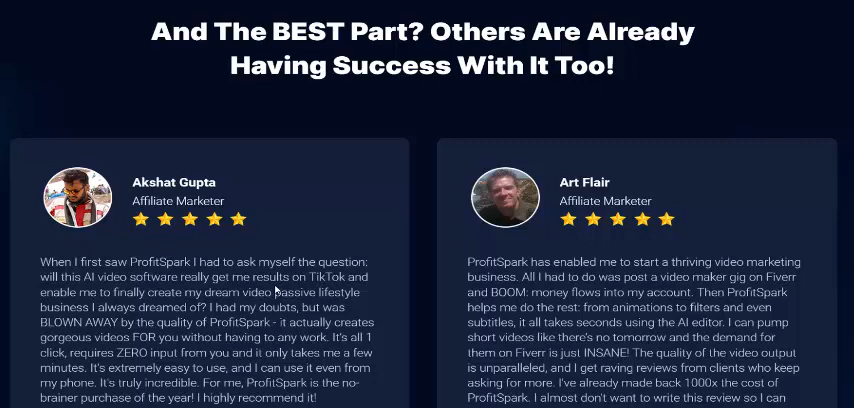 And The BEST Part? Others Are Already
Having Success With It Too!
Akshat Gupta
Affiliate Marketer
When I first saw ProfitSpark I had to ask myself the question:
will this AI video software really get me results on TikTok and
enable me to finally create my dream video passive lifestyle
business I always dreamed of? I had my doubts, but was
BLOWN AWAY by the quality of ProfitSpark - it actually creates
gorgeous videos FOR you without having to any work. It's all 1
click, requires ZERO input from you and it only takes me a few
minutes. It's extremely easy to use, and I can use it even from
my phone. It's truly incredible. For me, ProfitSpark is the no-
brainer purchase of the year! I highly recommend it!
Art Flair
Affiliate Marketer
ProfitSpark has enabled me to start a thriving video marketing
business. All I had to do was post a video maker gig on Fiverr
and BOOM: money flows into my account. Then ProfitSpark
helps me do the rest: from animations to filters and even
subtitles, it all takes seconds using the AI editor. I can pump
short videos like there's no tomorrow and the demand for
them on Fiverr is just INSANE! The quality of the video output
is unparalleled, and I get raving reviews from clients who keep
asking for more. I've already made back 1000x the cost of
ProfitSpark. I almost don't want to write this review so I can